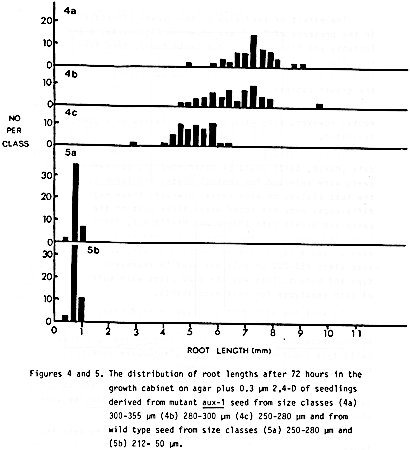 4a
20
10
0
4b
10
0
NO
PER
CLASS
4c
10
0
5a
30
20
10
0
5b
30
20
10
0
0 1 2 3 4 5 6 7 8 9 10 11
ROOT LENGTH (mm)
Figures 4 and 5. The distribution of root lengths after 72 hours in the
growth cabinet on agar plus 0.3 µm 2,4-D of seedlings
derived from mutant aux-1 seed from size classes (4a)
300-355 µm (4b) 280-300 µm (4c) 250-280 µm and from
wild type seed from size classes (5a) 250-280 µm and
(5b) 212- 50 µm.